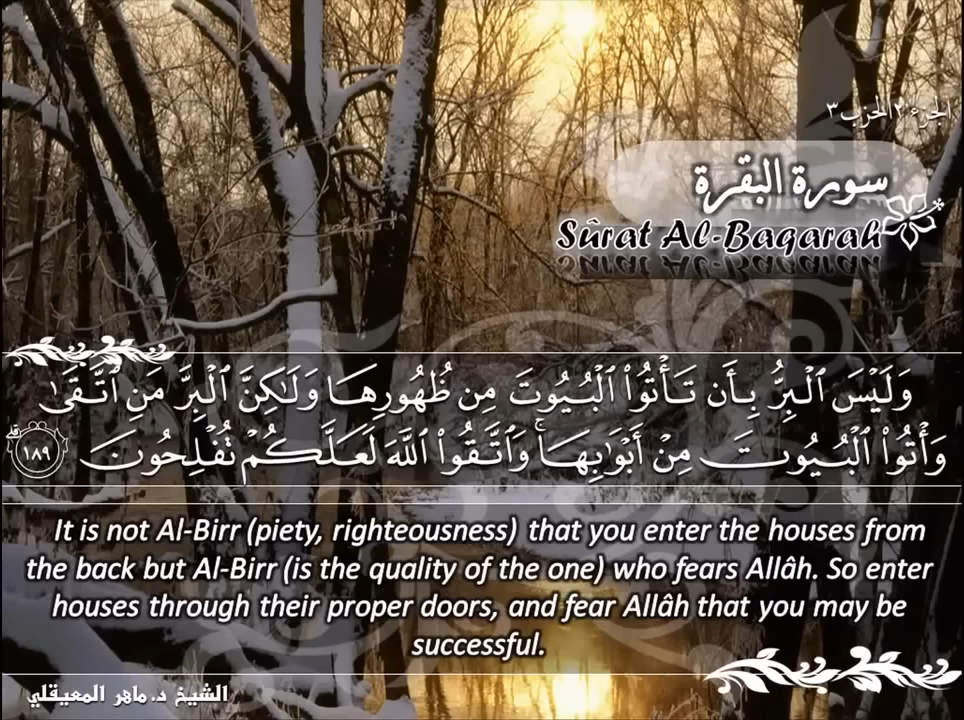 الجزء ٢ الحزب ٣
سورة البقرة
Sûrat Al-Baqarah
وَلَيْسَ ٱلْبِرُّ بِأَن تَأْتُوا۟ ٱلْبُيُوتَ مِن ظُهُورِهَا وَلَٰكِنَّ ٱلْبِرَّ مَنِ ٱتَّقَىٰ
وَأْتُوا۟ ٱلْبُيُوتَ مِنْ أَبْوَٰبِهَا ۚ وَٱتَّقُوا۟ ٱللَّهَ لَعَلَّكُمْ تُفْلِحُونَ ١٨٩
It is not Al-Birr (piety, righteousness) that you enter the houses from
the back but Al-Birr (is the quality of the one) who fears Allâh. So enter
houses through their proper doors, and fear Allâh that you may be
successful.
الشيخ د. ماهر المعيقلي